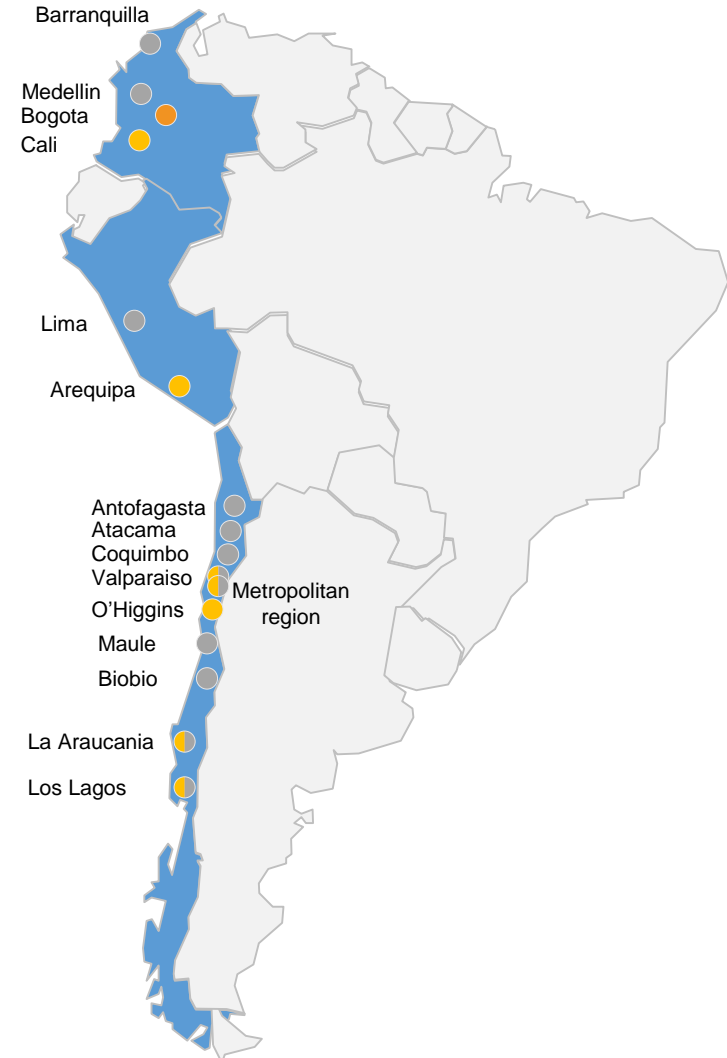 Barranquilla
Medellin
Bogota
Cali
Lima
Arequipa
Antofagasta
Atacama
Coquimbo
Valparaiso
Metropolitan
region
O’Higgins
Maule
Biobio
La Araucania
Los Lagos